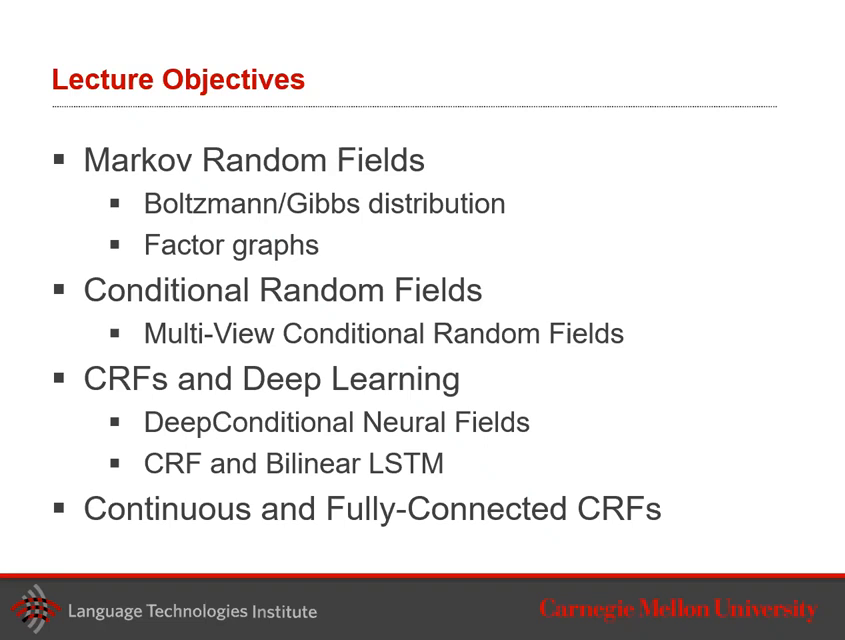 Lecture Objectives
▪ Markov Random Fields
▪ Boltzmann/Gibbs distribution
▪ Factor graphs
▪ Conditional Random Fields
▪ Multi-View Conditional Random Fields
▪ CRFs and Deep Learning
▪ DeepConditional Neural Fields
▪ CRF and Bilinear LSTM
▪ Continuous and Fully-Connected CRFs
Language Technologies Institute
Carnegie Mellon University